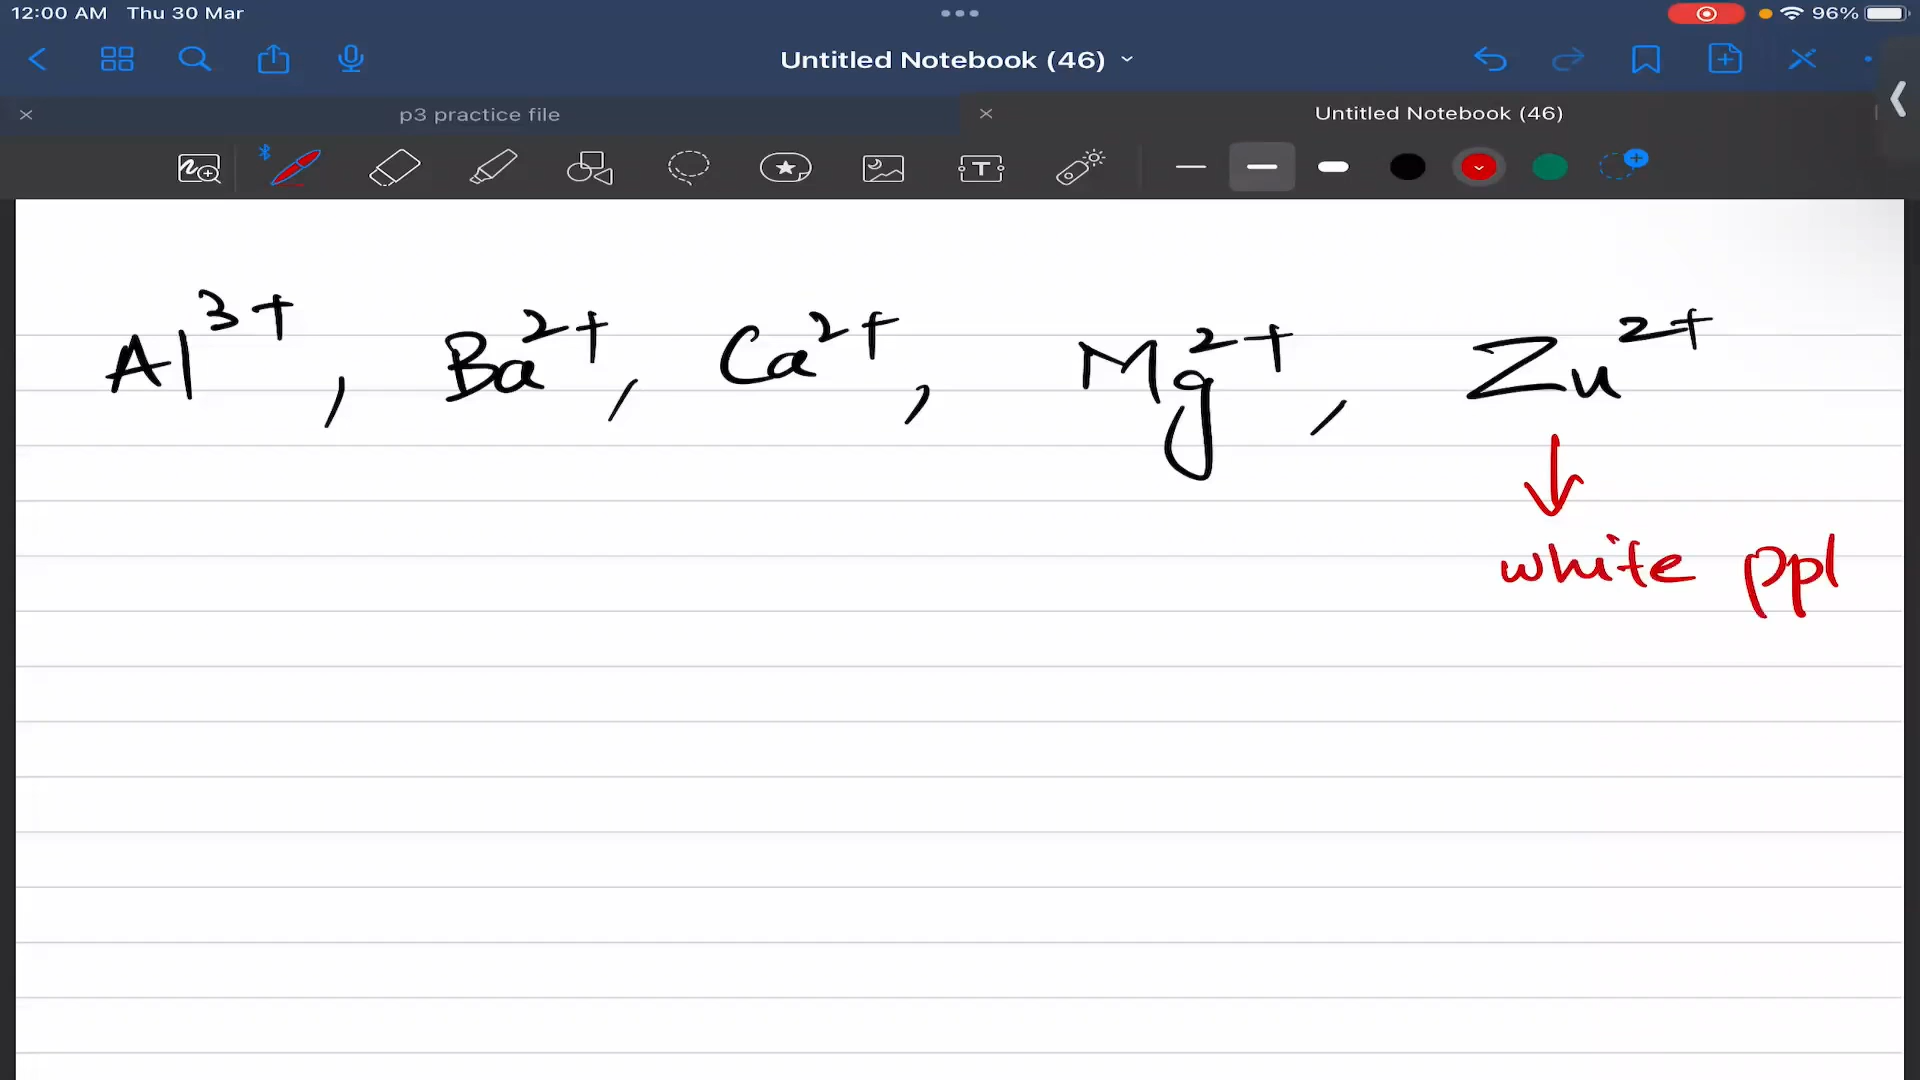 12:00 AM Thu 30 Mar
96%
Untitled Notebook (46)
p3 practice file
Untitled Notebook (46)
T
Al³⁺, Ba²⁺, Ca²⁺, Mg²⁺, Zn²⁺
white ppl